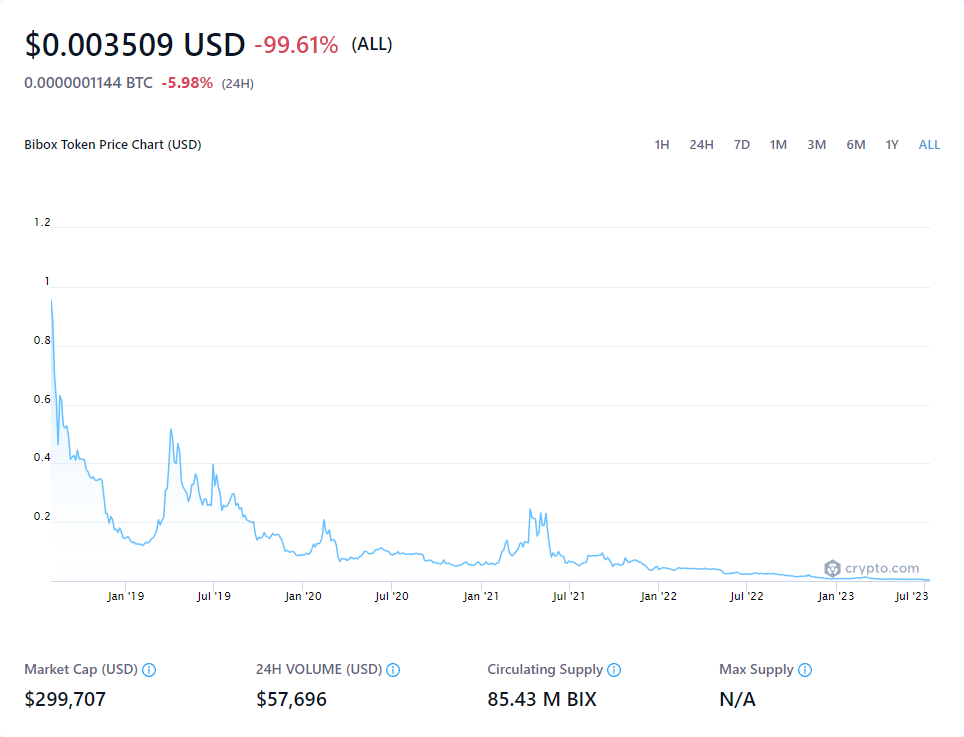 $0.003509 USD -99.61% (ALL)
0.0000001144 BTC -5.98% (24H)
Bibox Token Price Chart (USD) 1H 24H 7D 1M 3M 6M 1Y ALL
1.2
1
0.8
0.6
0.4
0.2
crypto.com
Jan '19 Jul '19 Jan '20 Jul '20 Jan '21 Jul '21 Jan '22 Jul '22 Jan '23 Jul '23
Market Cap (USD) 24H VOLUME (USD) Circulating Supply Max Supply
$299,707 $57,696 85.43 M BIX N/A